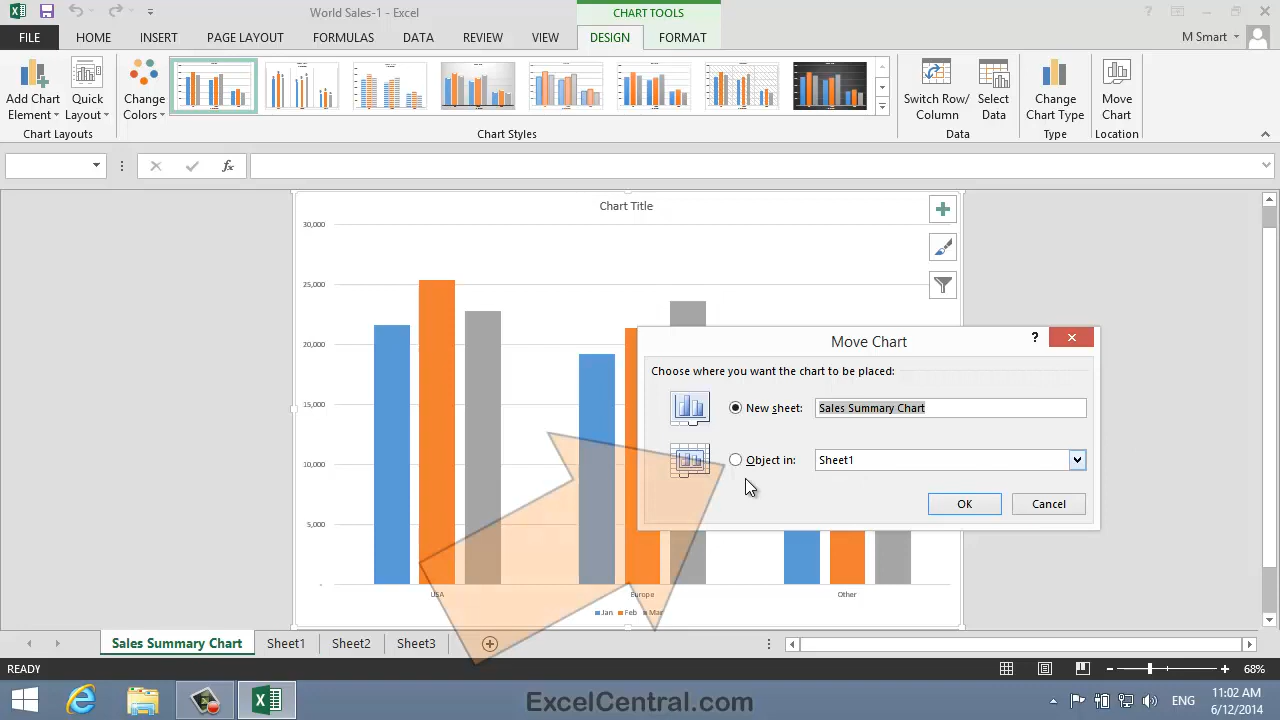 World Sales-1 - Excel
CHART TOOLS
FILE
HOME
INSERT
PAGE LAYOUT
FORMULAS
DATA
REVIEW
VIEW
DESIGN
FORMAT
M Smart
Add Chart
Element
Quick
Layout
Change
Colors
Switch Row/
Column
Select
Data
Change
Chart Type
Move
Chart
Chart Layouts
Chart Styles
Data
Type
Location
fx
Chart Title
30,000
25,000
20,000
15,000
10,000
5,000
-
USA
Europe
Other
Jan
Feb
Mar
Move Chart
?
Choose where you want the chart to be placed:
New sheet:
Sales Summary Chart
Object in:
Sheet1
OK
Cancel
Sales Summary Chart
Sheet1
Sheet2
Sheet3
READY
68%
ExcelCentral.com
ENG
11:02 AM
6/12/2014